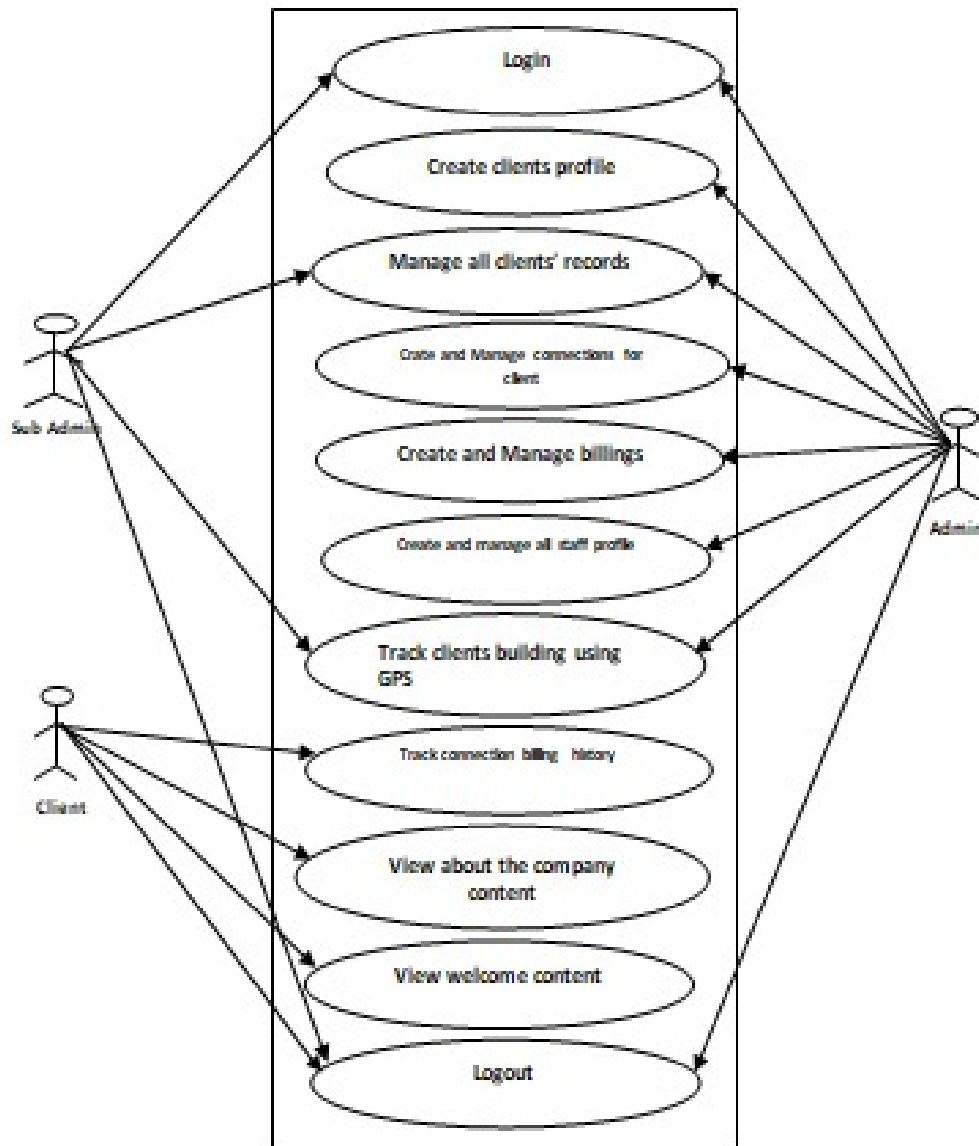 Login
Create clients profile
Manage all clients' records
Crate and Manage connections for
client
Sub Admin
Create and Manage billings
Admin
Create and manage all staff profile
Track clients building using
GPS
Track connection billing history
Client
View about the company
content
View welcome content
Logout